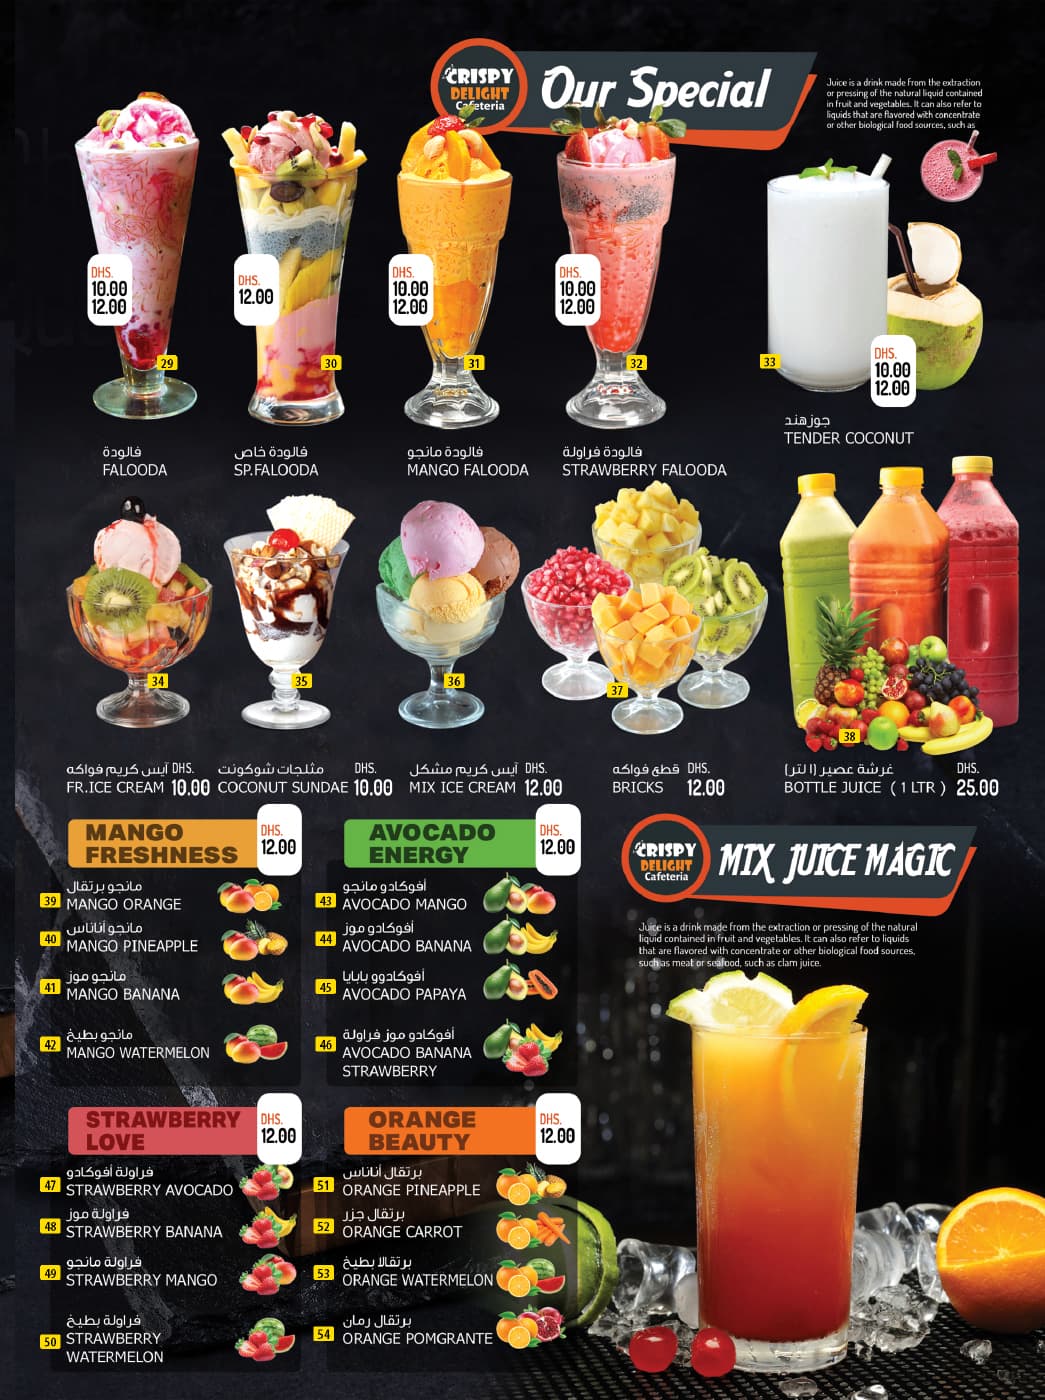 CRISPY
DELIGHT
Cafeteria
Our Special
Juice is a drink made from the extraction
or pressing of the natural liquid contained
in fruit and vegetables. It can also refer to
liquids that are flavored with concentrate
or other biological food sources, such as
DHS.
10.00
12.00
29
فالودة
FALOODA
DHS.
12.00
30
فالودة خاص
SP.FALOODA
DHS.
10.00
12.00
31
فالودة مانجو
MANGO FALOODA
DHS.
10.00
12.00
32
فالودة فراولة
STRAWBERRY FALOODA
33
DHS.
10.00
12.00
جوزهند
TENDER COCONUT
34
آيس كريم فواكه DHS.
FR.ICE CREAM 10.00
35
مثلجات شوكونت DHS.
COCONUT SUNDAE 10.00
36
آيس كريم مشكل DHS.
MIX ICE CREAM 12.00
37
قطع فواكه DHS.
BRICKS 12.00
38
غرشة عصير (١ لتر) DHS.
BOTTLE JUICE ( 1 LTR ) 25.00
MANGO
FRESHNESS
DHS.
12.00
39
مانجو برتقال
MANGO ORANGE
40
مانجو أناناس
MANGO PINEAPPLE
41
مانجو موز
MANGO BANANA
42
مانجو بطيخ
MANGO WATERMELON
AVOCADO
ENERGY
DHS.
12.00
43
أفوكادو مانجو
AVOCADO MANGO
44
أفوكادو موز
AVOCADO BANANA
45
أفوكادوو بابايا
AVOCADO PAPAYA
46
أفوكادو موز فراولة
AVOCADO BANANA
STRAWBERRY
STRAWBERRY
LOVE
DHS.
12.00
47
فراولة أفوكادو
STRAWBERRY AVOCADO
48
فراولة موز
STRAWBERRY BANANA
49
فراولة مانجو
STRAWBERRY MANGO
50
فراولة بطيخ
STRAWBERRY
WATERMELON
ORANGE
BEAUTY
DHS.
12.00
51
برتقال أناناس
ORANGE PINEAPPLE
52
برتقال جزر
ORANGE CARROT
53
برتقالا بطيخ
ORANGE WATERMELON
54
برتقال رمان
ORANGE POMGRANTE
CRISPY
DELIGHT
Cafeteria
MIX JUICE MAGIC
Juice is a drink made from the extraction or pressing of the natural
liquid contained in fruit and vegetables. It can also refer to liquids
that are flavored with concentrate or other biological food sources,
such as meat or seafood, such as clam juice.